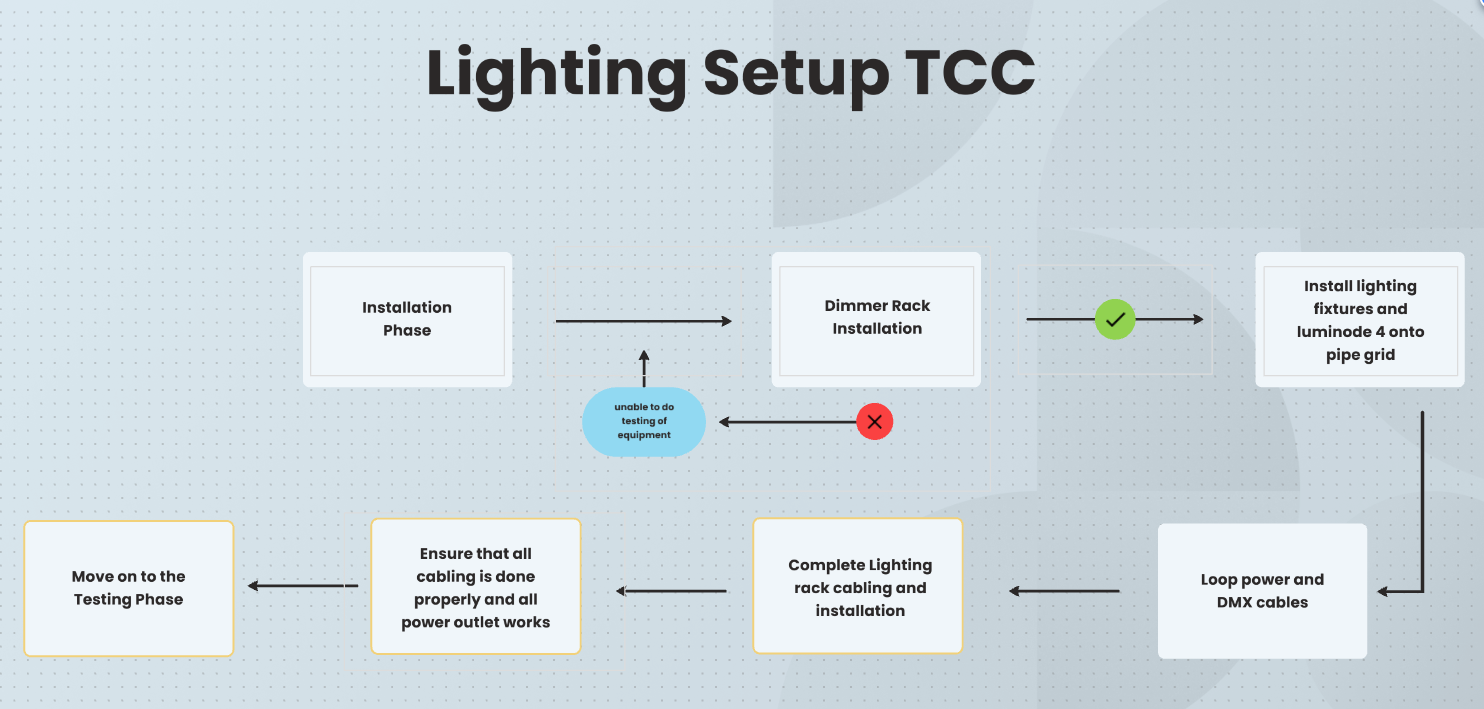 Lighting Setup TCC
Installation
Phase
Dimmer Rack
Installation
Install lighting
fixtures and
luminode 4 onto
pipe grid
unable to do
testing of
equipment
Move on to the
Testing Phase
Ensure that all
cabling is done
properly and all
power outlet works
Complete Lighting
rack cabling and
installation
Loop power and
DMX cables